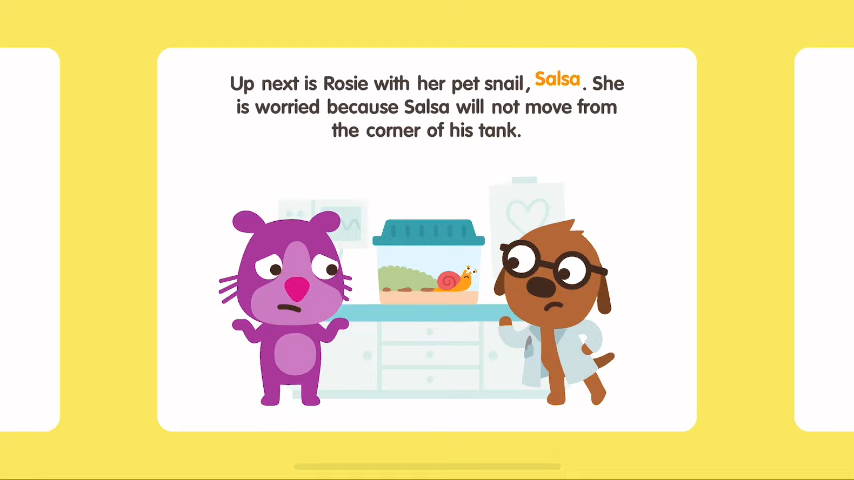 Up next is Rosie with her pet snail, Salsa. She
is worried because Salsa will not move from
the corner of his tank.